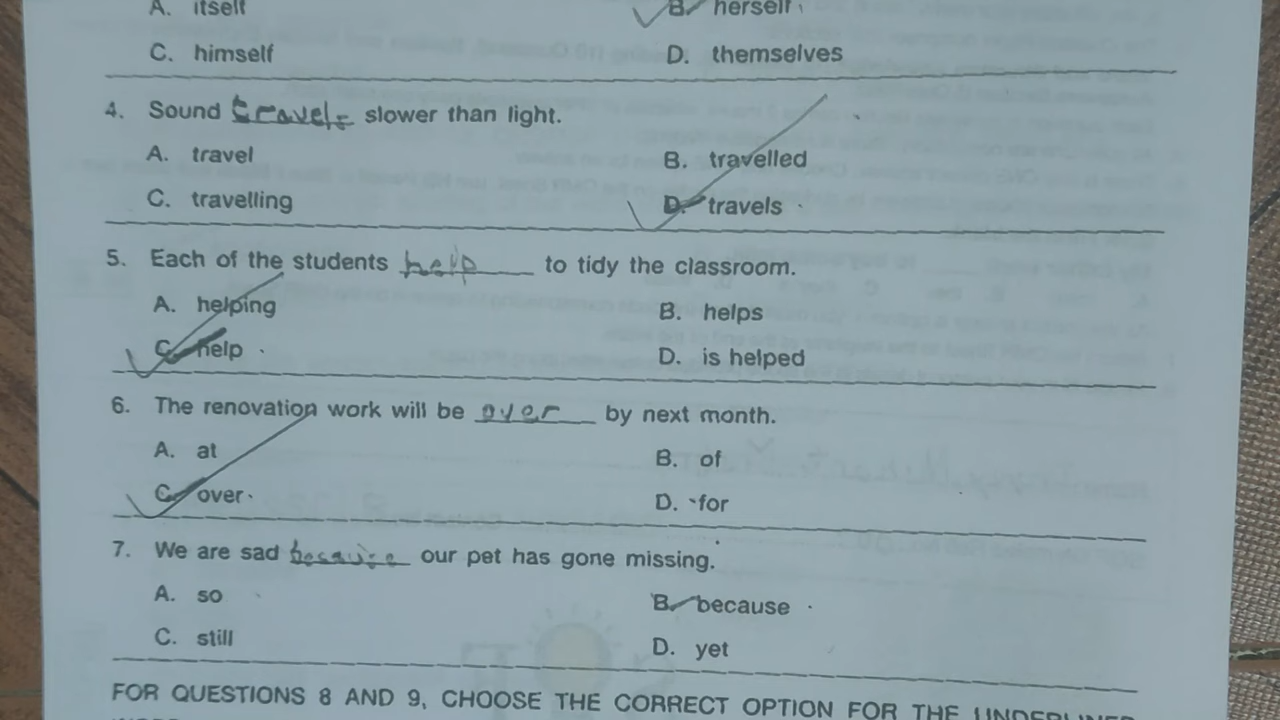 A. itself B. herself
C. himself D. themselves
4. Sound travels slower than light.
A. travel B. travelled
C. travelling D. travels
5. Each of the students help to tidy the classroom.
A. helping B. helps
C. help D. is helped
6. The renovation work will be over by next month.
A. at B. of
C. over D. for
7. We are sad because our pet has gone missing.
A. so B. because
C. still D. yet
FOR QUESTIONS 8 AND 9, CHOOSE THE CORRECT OPTION FOR THE UNDERLINED